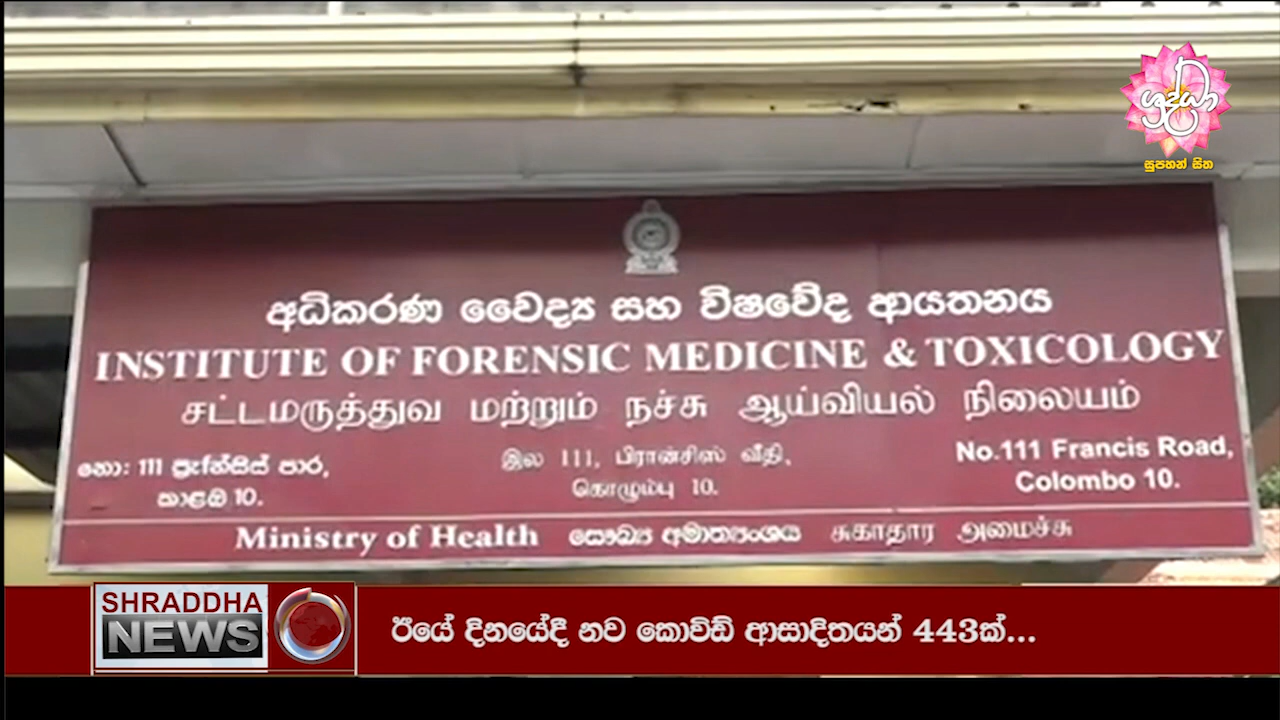 ශ්‍රද්ධා
සුපහන් සිත
අධිකරණ වෛද්‍ය සහ විෂවේද ආයතනය
INSTITUTE OF FORENSIC MEDICINE & TOXICOLOGY
சட்டமருத்துவ மற்றும் நச்சு ஆய்வியல் நிலையம்
නො: 111 ප්‍රැන්සිස් පාර,
කාළඹ 10.
இல 111, பிரான்சிஸ் வீதி,
கொழும்பு 10.
No.111 Francis Road,
Colombo 10.
Ministry of Health සෞඛ්‍ය අමාත්‍යංශය சுகாதார அமைச்சு
SHRADDHA
NEWS
ඊයේ දිනයේදී නව කොවිඩ් ආසාදිතයන් 443ක්...